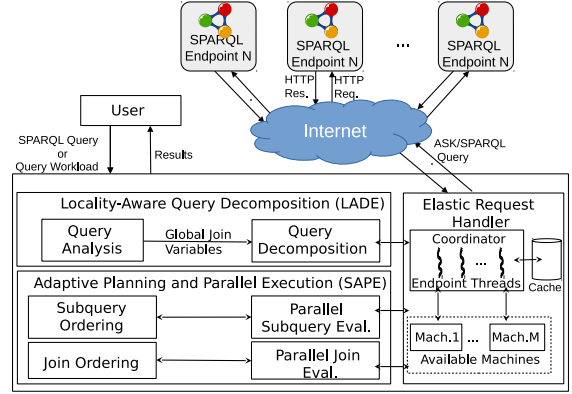 SPARQL
Endpoint N
SPARQL
Endpoint N
...
SPARQL
Endpoint N
HTTP
Res.
HTTP
Req.
User
Internet
SPARQL Query
or
Query Workload
Results
ASK/SPARQL
Query
Locality-Aware Query Decomposition (LADE)
Query
Analysis
Global Join
Variables
Query
Decomposition
Elastic Request
Handler
Coordinator
...
Endpoint Threads
Cache
Adaptive Planning and Parallel Execution (SAPE)
Subquery
Ordering
Parallel
Subquery Eval.
Join Ordering
Parallel Join
Eval.
Mach.1
...
Mach.M
Available Machines